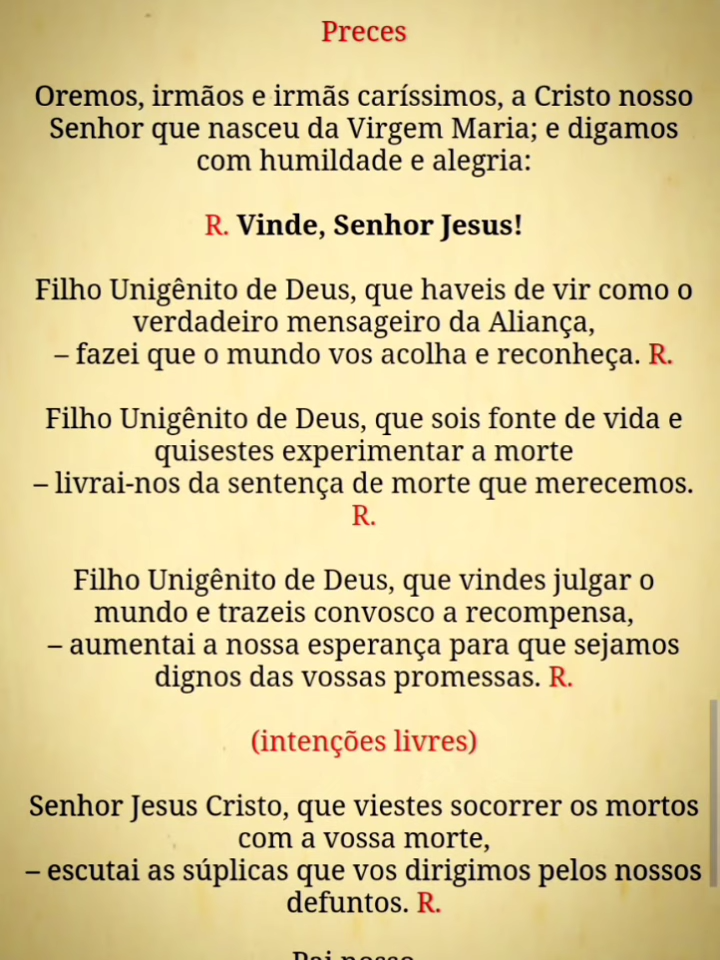 Preces
Oremos, irmãos e irmãs caríssimos, a Cristo nosso
Senhor que nasceu da Virgem Maria; e digamos
com humildade e alegria:
R. Vinde, Senhor Jesus!
Filho Unigênito de Deus, que haveis de vir como o
verdadeiro mensageiro da Aliança,
– fazei que o mundo vos acolha e reconheça. R.
Filho Unigênito de Deus, que sois fonte de vida e
quisestes experimentar a morte
– livrai-nos da sentença de morte que merecemos.
R.
Filho Unigênito de Deus, que vindes julgar o
mundo e trazeis convosco a recompensa,
– aumentai a nossa esperança para que sejamos
dignos das vossas promessas. R.
(intenções livres)
Senhor Jesus Cristo, que viestes socorrer os mortos
com a vossa morte,
– escutai as súplicas que vos dirigimos pelos nossos
defuntos. R.
Pai nosso